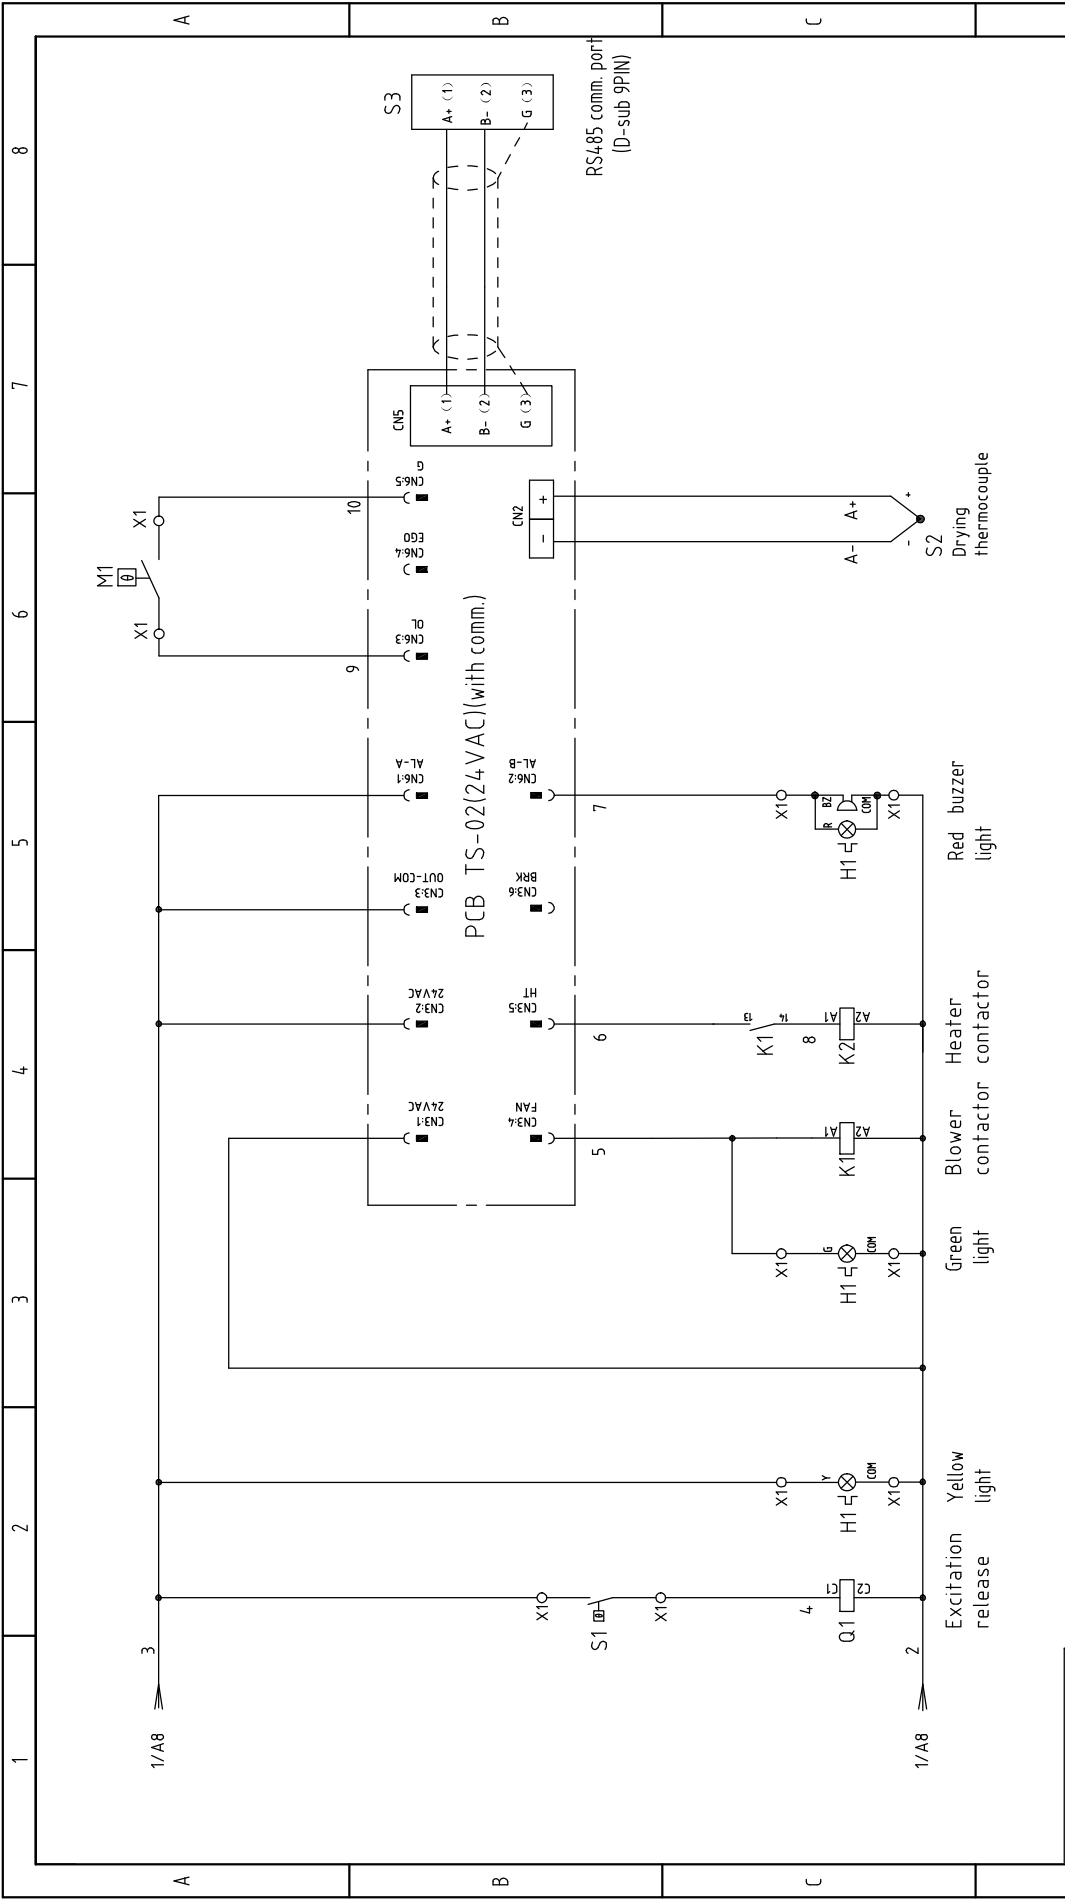 1
2
3
4
5
6
7
8
A
B
C
A
B
C
1/A8
3
1/A8
2
X1
S1
X1
4
Q1
C1
C2
Excitation
release
X1
Y
H1
COM
X1
Yellow
light
X1
G
H1
COM
X1
Green
light
CN3:1
24VAC
CN3:4
FAN
5
K1
A1
A2
Blower
contactor
CN3:2
24VAC
CN3:5
HT
6
13
14
K1
8
K2
A1
A2
Heater
contactor
CN3:3
OUT-COM
CN3:6
BRK
PCB TS-02(24VAC)(with comm.)
CN6:1
AL-A
CN6:2
AL-B
7
X1
R
BZ
H1
COM
X1
Red buzzer
light
M1
θ
X1
X1
9
10
CN6:3
OL
CN6:4
EGO
CN6:5
G
CN2
-
+
A-
A+
-
+
S2
Drying
thermocouple
CN5
A+ (1)
B- (2)
G (3)
S3
A+ (1)
B- (2)
G (3)
RS485 comm. port
(D-sub 9PIN)